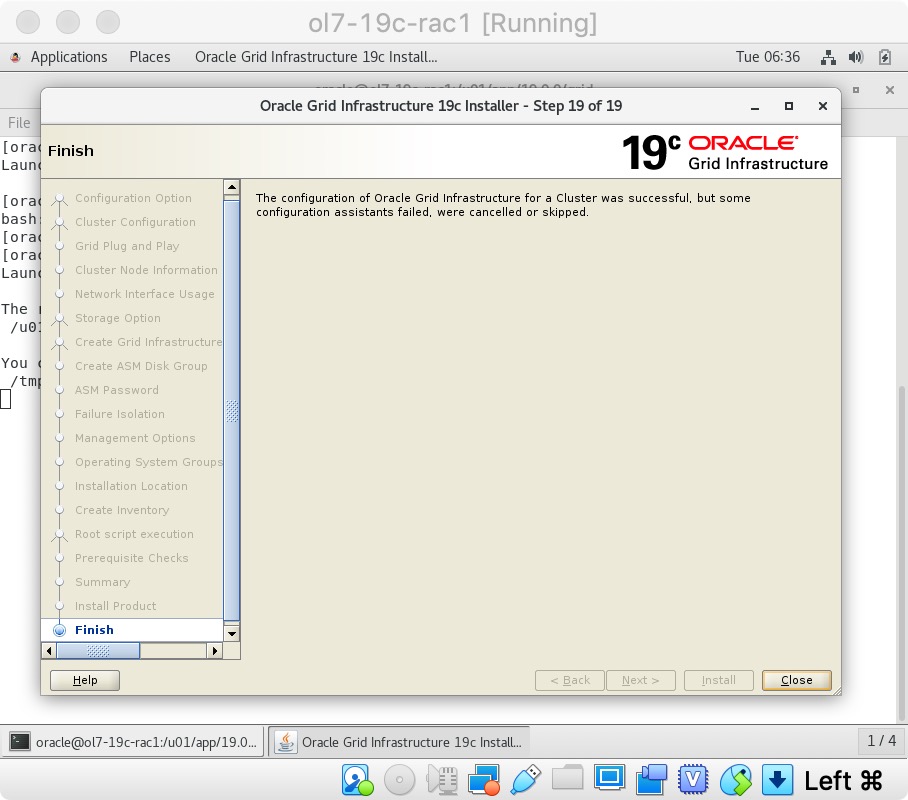 ol7-19c-rac1 [Running]
Applications Places Oracle Grid Infrastructure 19c Install... Tue 06:36
Oracle Grid Infrastructure 19c Installer - Step 19 of 19
File
Finish
19c ORACLE
Grid Infrastructure
[orac
Launc
[orac
bash:
[orac
[orac
Launc
The
/u01
You
/tmp
Configuration Option
Cluster Configuration
Grid Plug and Play
Cluster Node Information
Network Interface Usage
Storage Option
Create Grid Infrastructure
Create ASM Disk Group
ASM Password
Failure Isolation
Management Options
Operating System Groups
Installation Location
Create Inventory
Root script execution
Prerequisite Checks
Summary
Install Product
Finish
The configuration of Oracle Grid Infrastructure for a Cluster was successful, but some
configuration assistants failed, were cancelled or skipped.
Help < Back Next > Install Close
oracle@ol7-19c-rac1:/u01/app/19.0... Oracle Grid Infrastructure 19c Install... 1 / 4
Left ⌘